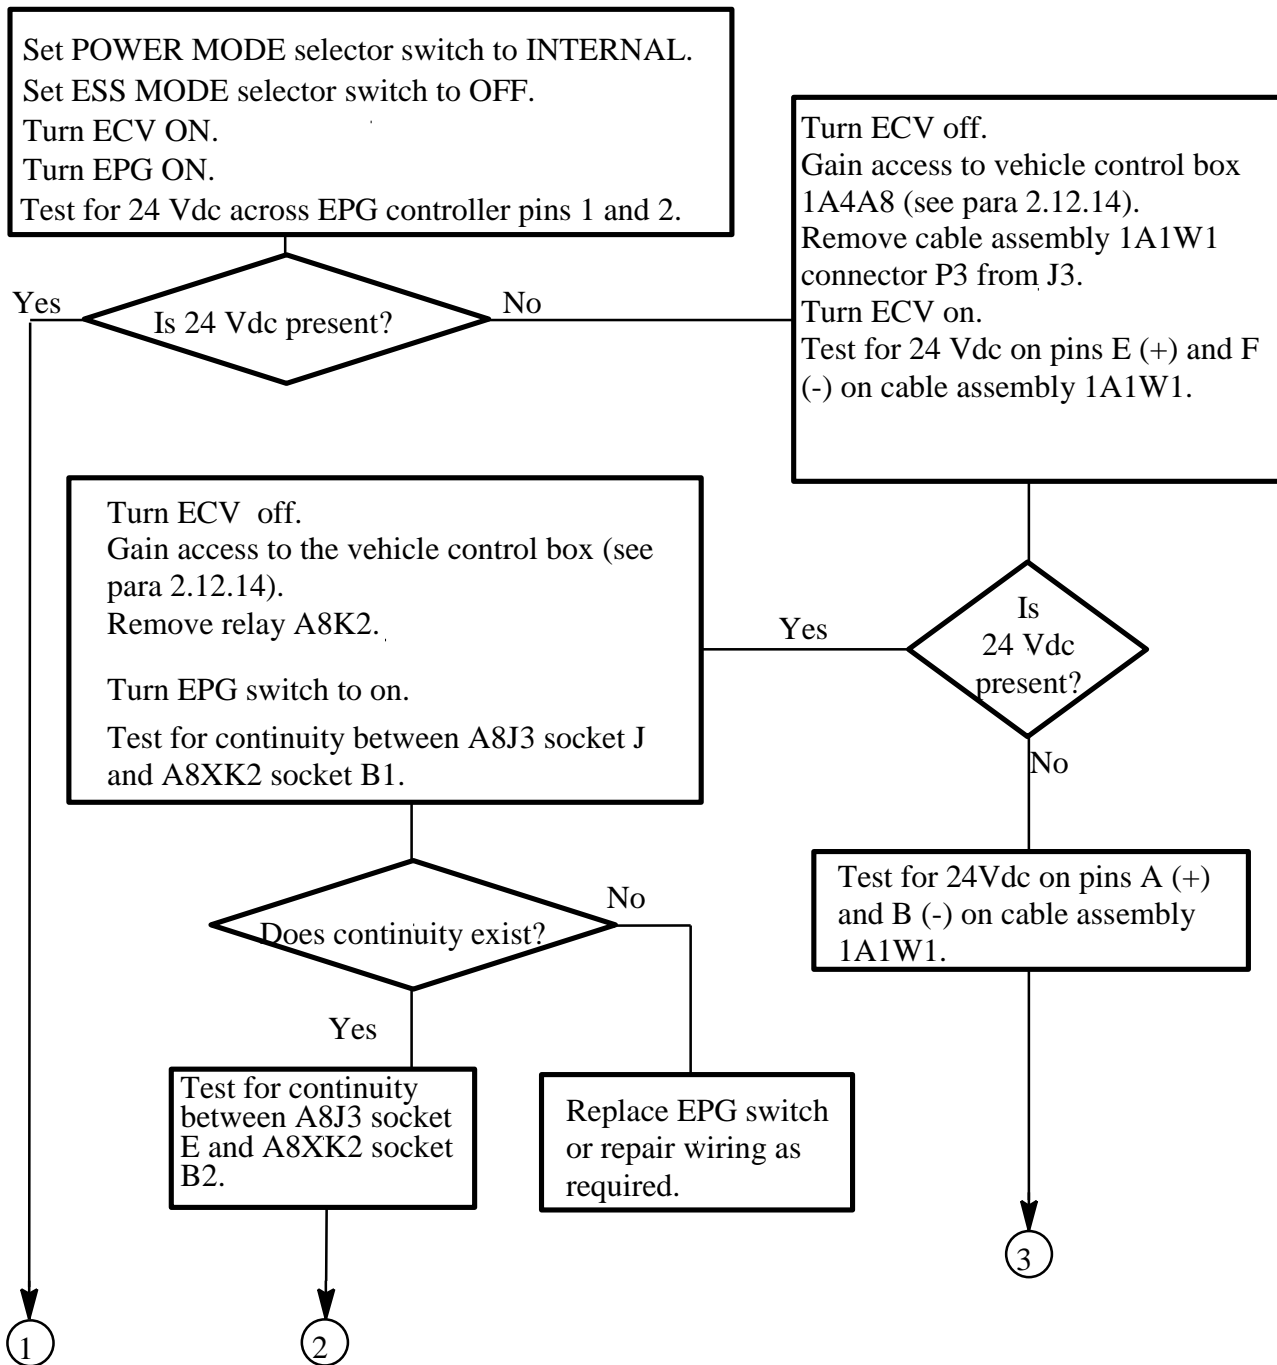 Set POWER MODE selector switch to INTERNAL.
Set ESS MODE selector switch to OFF.
Turn ECV ON.
Turn EPG ON.
Test for 24 Vdc across EPG controller pins 1 and 2.
Yes
Is 24 Vdc present?
No
Turn ECV off.
Gain access to vehicle control box
1A4A8 (see para 2.12.14).
Remove cable assembly 1A1W1
connector P3 from J3.
Turn ECV on.
Test for 24 Vdc on pins E (+) and F
(-) on cable assembly 1A1W1.
Is
24 Vdc
present?
Yes
No
Turn ECV off.
Gain access to the vehicle control box (see
para 2.12.14).
Remove relay A8K2.
Turn EPG switch to on.
Test for continuity between A8J3 socket J
and A8XK2 socket B1.
Does continuity exist?
No
Yes
Test for continuity
between A8J3 socket
E and A8XK2 socket
B2.
Replace EPG switch
or repair wiring as
required.
Test for 24Vdc on pins A (+)
and B (-) on cable assembly
1A1W1.
3
1
2